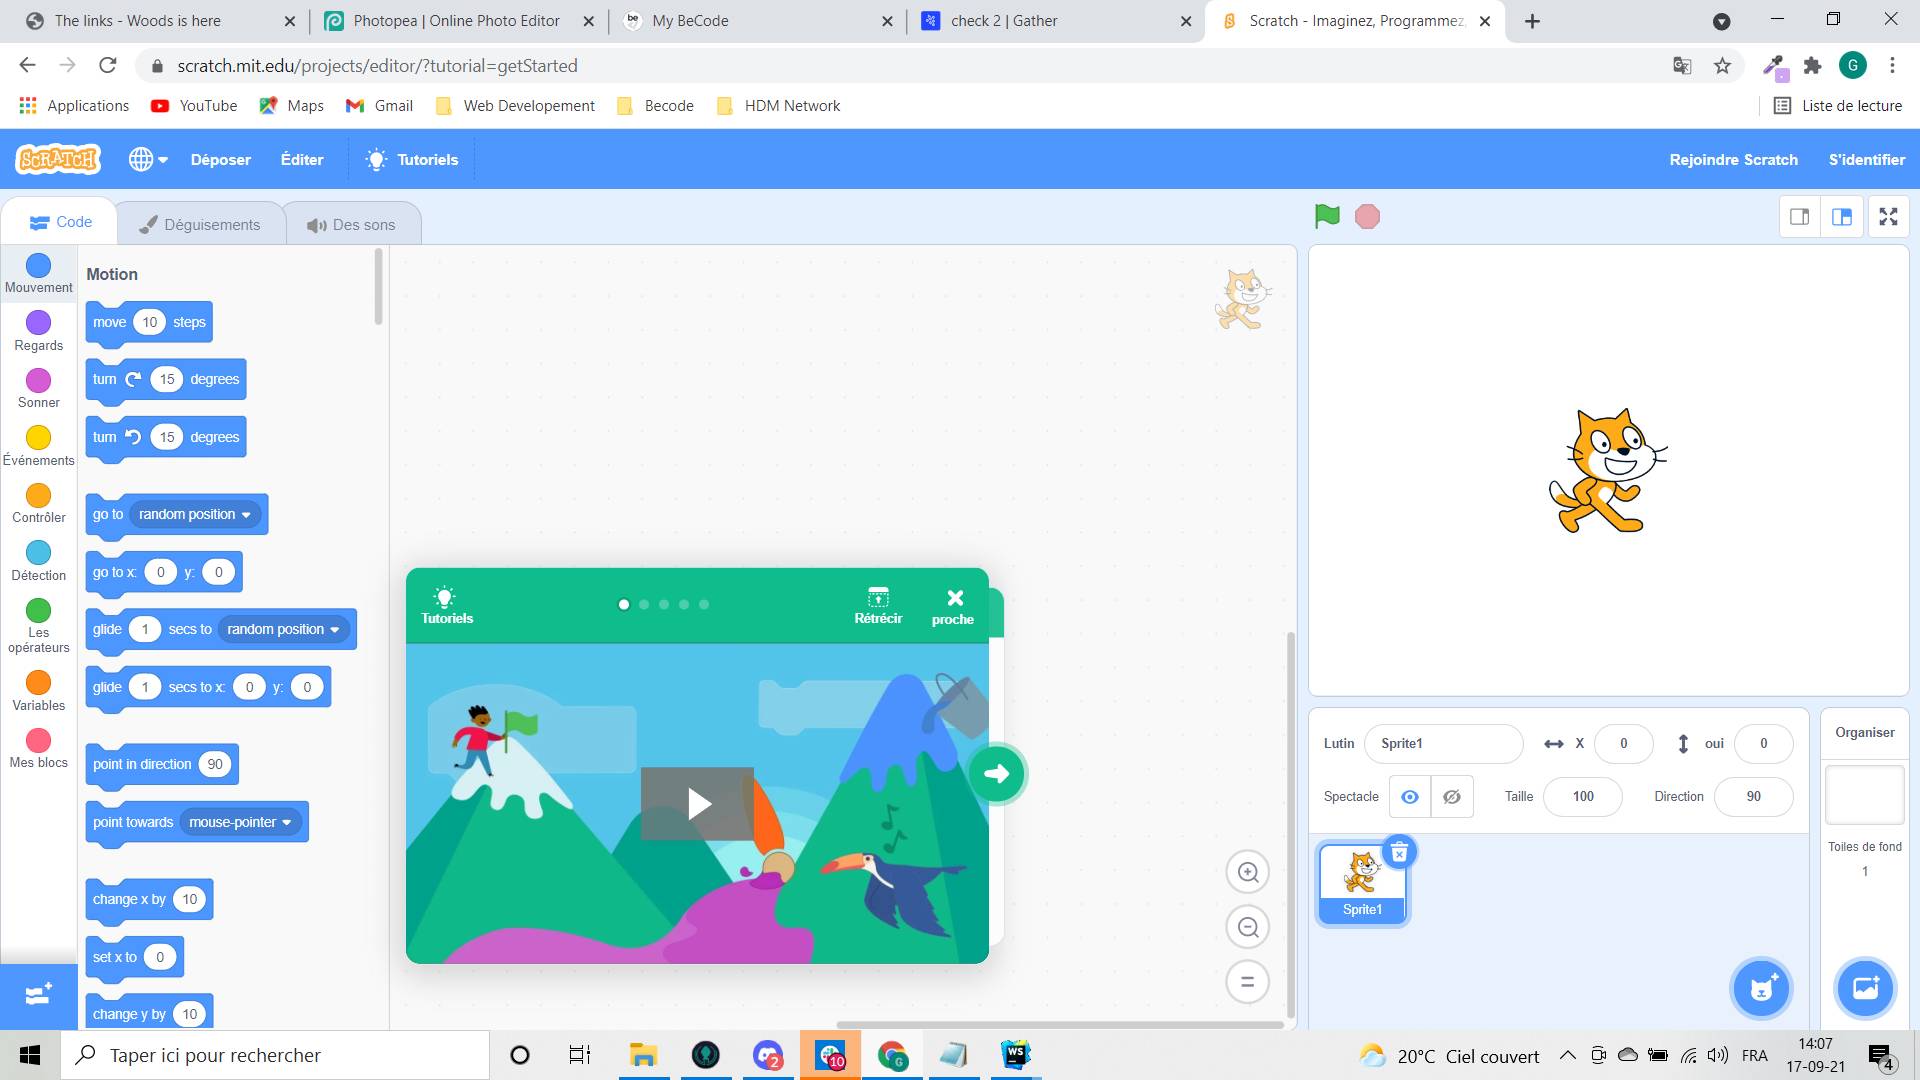 The links - Woods is here
Photopea | Online Photo Editor
be
My BeCode
check 2 | Gather
Scratch - Imaginez, Programmez,
scratch.mit.edu/projects/editor/?tutorial=getStarted
G
Applications
YouTube
Maps
Gmail
Web Developement
Becode
HDM Network
Liste de lecture
SCRATCH
Déposer
Éditer
Tutoriels
Rejoindre Scratch
S'identifier
Code
Déguisements
Des sons
Mouvement
Regards
Sonner
Événements
Contrôler
Détection
Les
opérateurs
Variables
Mes blocs
Motion
move 10 steps
turn 15 degrees
turn 15 degrees
go to random position
go to x: 0 y: 0
glide 1 secs to random position
glide 1 secs to x: 0 y: 0
point in direction 90
point towards mouse-pointer
change x by 10
set x to 0
change y by 10
Tutoriels
Rétrécir
proche
Lutin Sprite1 X 0 oui 0
Spectacle Taille 100 Direction 90
Sprite1
Organiser
Toiles de fond
1
Taper ici pour rechercher
2
10
G
WS
20°C Ciel couvert
FRA
14:07
17-09-21
4